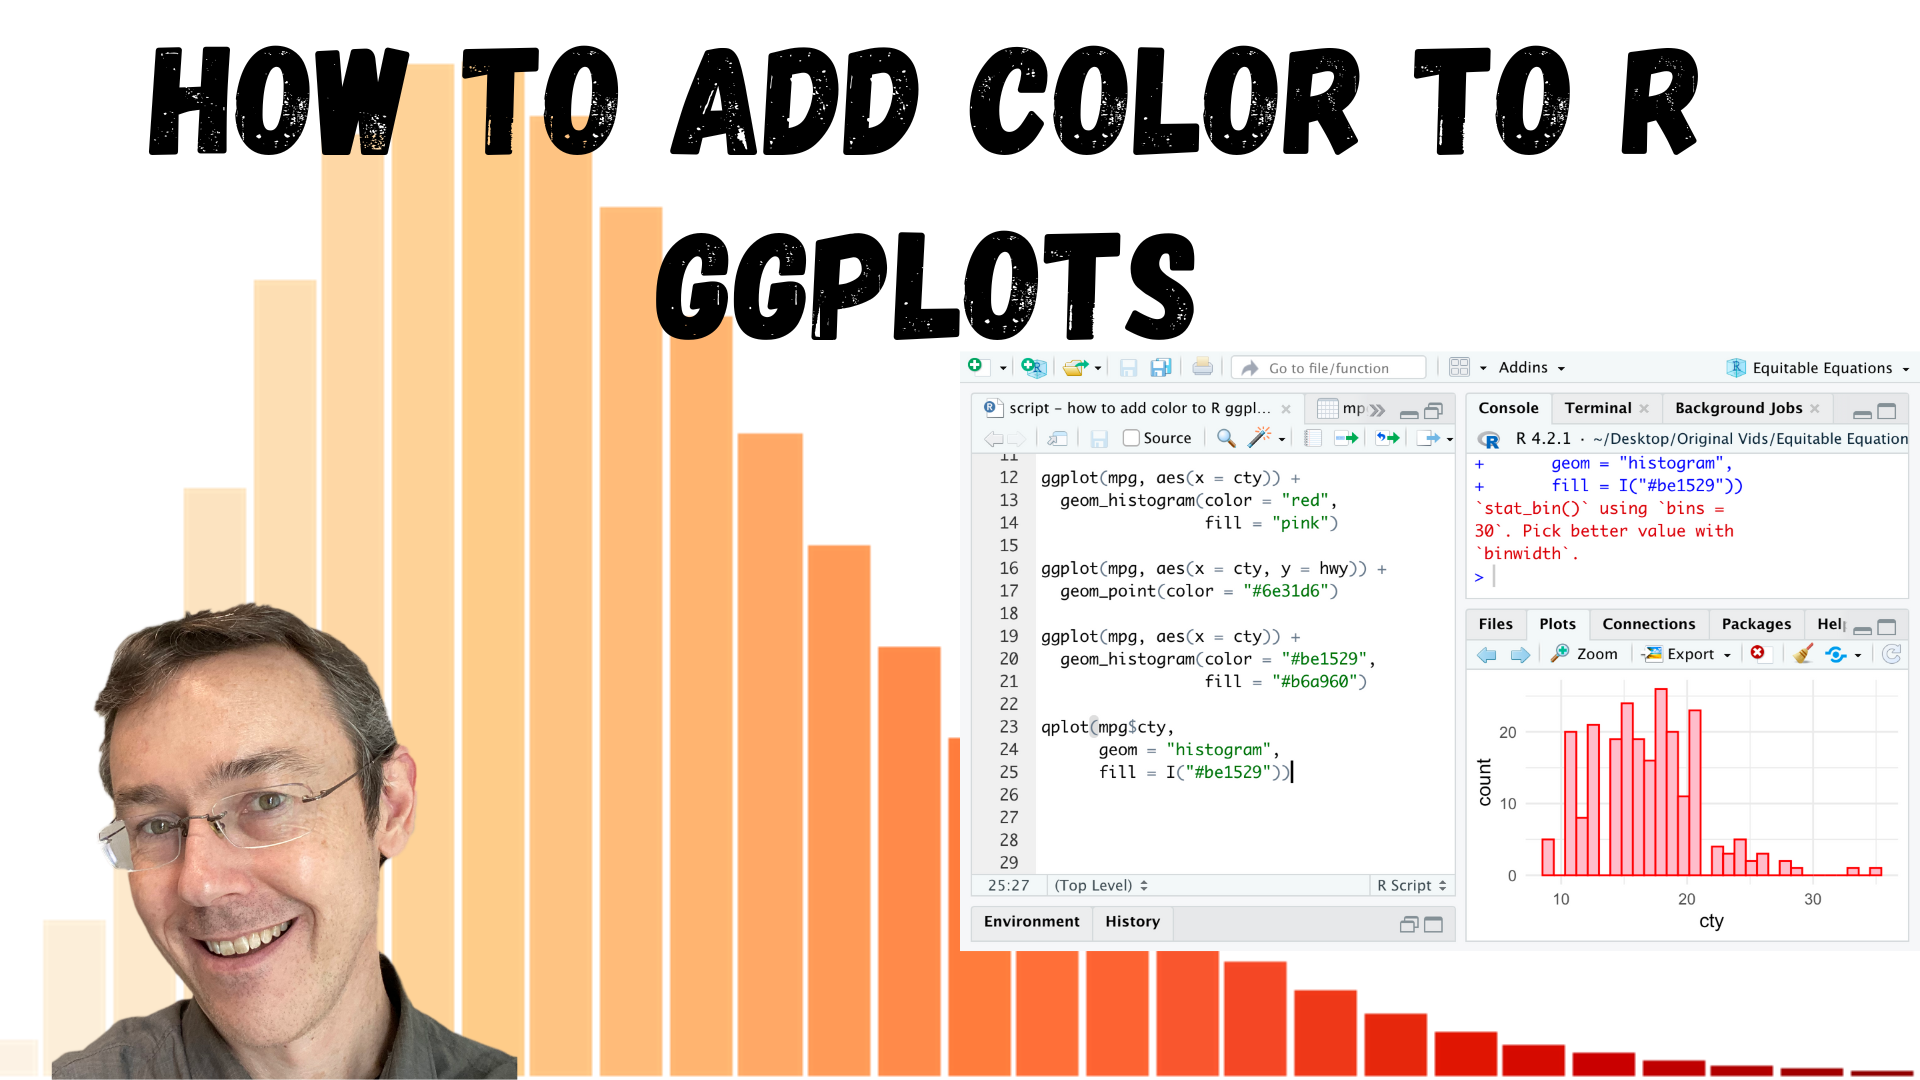 HOW TO ADD COLOR TO R
GGPLOTS
Go to file/function
Addins
Equitable Equations
script - how to add color to R ggpl...
mp
Source
11
12 ggplot(mpg, aes(x = cty)) +
13 geom_histogram(color = "red",
14 fill = "pink")
15
16 ggplot(mpg, aes(x = cty, y = hwy)) +
17 geom_point(color = "#6e31d6")
18
19 ggplot(mpg, aes(x = cty)) +
20 geom_histogram(color = "#be1529",
21 fill = "#b6a960")
22
23 qplot(mpg$cty,
24 geom = "histogram",
25 fill = I("#be1529"))
26
27
28
29
25:27 (Top Level) R Script
Environment History
Console Terminal Background Jobs
R 4.2.1 · ~/Desktop/Original Vids/Equitable Equation
+ geom = "histogram",
+ fill = I("#be1529"))
`stat_bin()` using `bins =
30`. Pick better value with
`binwidth`.
>
Files Plots Connections Packages Hel
Zoom Export
20
10
0
count
10 20 30
cty